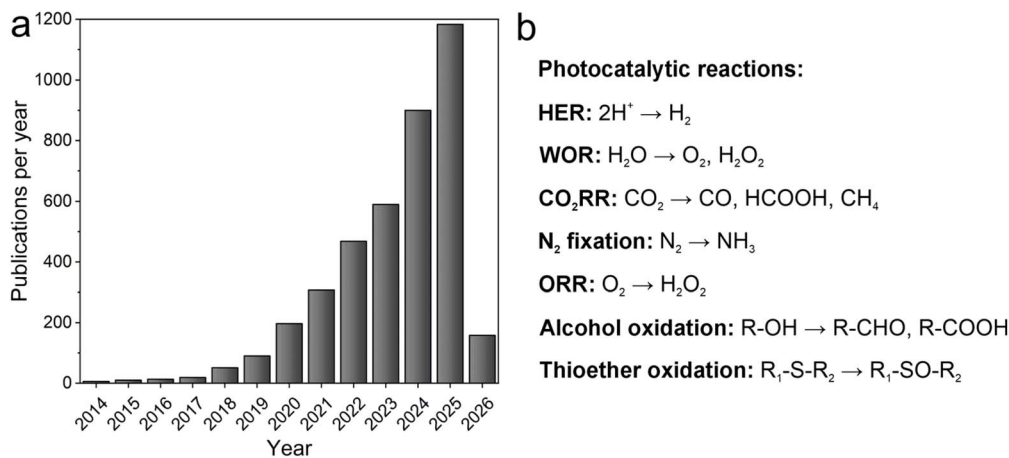 a
Publications per year
1200
1000
800
600
400
200
0
2014
2015
2016
2017
2018
2019
2020
2021
2022
2023
2024
2025
2026
Year
b
Photocatalytic reactions:
HER: 2H⁺ → H₂
WOR: H₂O → O₂, H₂O₂
CO₂RR: CO₂ → CO, HCOOH, CH₄
N₂ fixation: N₂ → NH₃
ORR: O₂ → H₂O₂
Alcohol oxidation: R-OH → R-CHO, R-COOH
Thioether oxidation: R₁-S-R₂ → R₁-SO-R₂